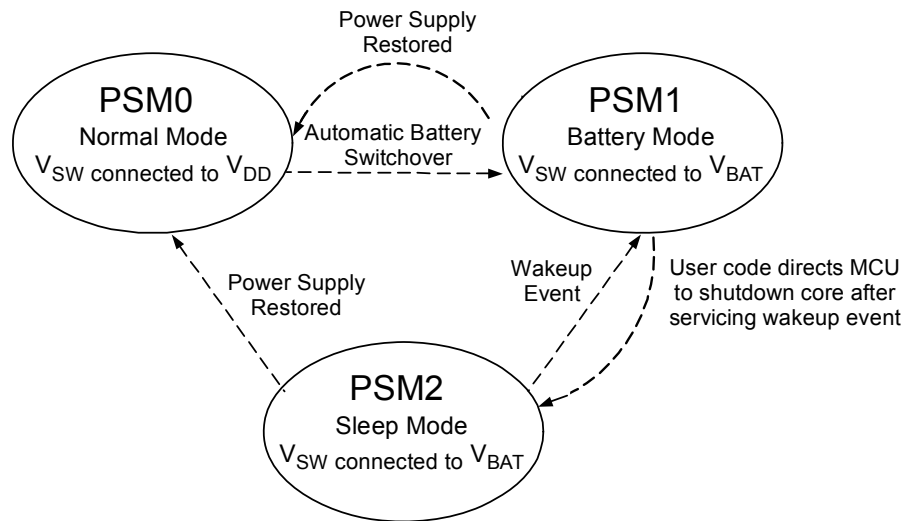 Power Supply
Restored
PSM0
Normal Mode
VSW connected to VDD
Automatic Battery
Switchover
PSM1
Battery Mode
VSW connected to VBAT
Power Supply
Restored
Wakeup
Event
User code directs MCU
to shutdown core after
servicing wakeup event
PSM2
Sleep Mode
VSW connected to VBAT